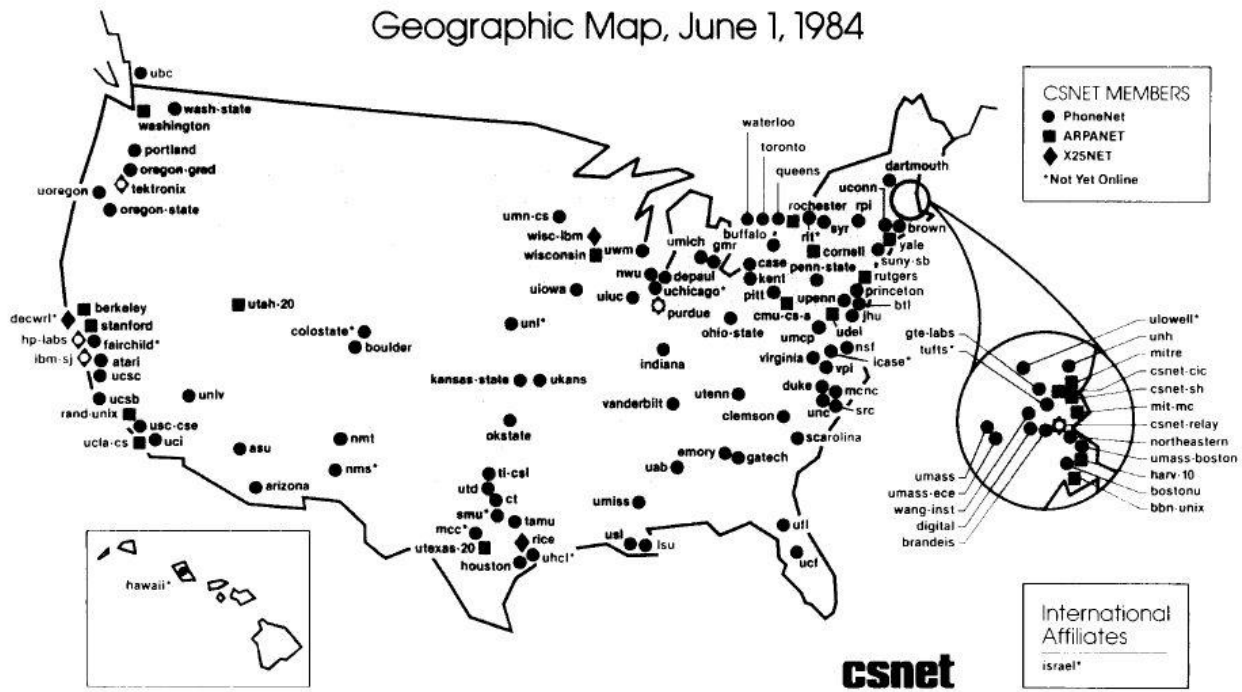 Geographic Map, June 1, 1984
CSNET MEMBERS
PhoneNet
ARPANET
X25NET
*Not Yet Online
ubc
wash-state
washington
portland
oregon-grad
tektronix
uoregon
oregon-state
berkeley
decwrl*
stanford
hp-labs
fairchild*
ibm-sj
atari
ucsc
ucsb
unlv
rand-unix
usc-cse
ucla-cs
uci
utah-20
colostate*
boulder
asu
nmt
nms*
arizona
umn-cs
wisc-ibm
wisconsin
uwm
nwu
depaul
uchicago*
uiowa
uiuc
purdue
unl*
indiana
kansas-state
ukans
okstate
vanderbilt
ti-csl
utd
ct
smu*
tamu
mcc*
rice
utexas-20
uhcl*
houston
usl
lsu
umiss
uab
emory
gatech
utenn
clemson
scarolina
ufl
ucf
waterloo
toronto
queens
dartmouth
uconn
rochester
rpi
buffalo
rit*
syr
brown
yale
umich
gmr
cornell
suny-sb
case
kent
penn-state
rutgers
princeton
pitt
upenn
btl
cmu-cs-a
jhu
ohio-state
udel
umcp
nsf
virginia
icase*
vpi
duke
mcnc
unc
src
gte-labs
tufts*
ulowell*
unh
mitre
csnet-cic
csnet-sh
mit-mc
csnet-relay
northeastern
umass-boston
harv-10
bostonu
bbn-unix
umass
umass-ece
wang-inst
digital
brandeis
hawaii*
International
Affiliates
israel*
csnet